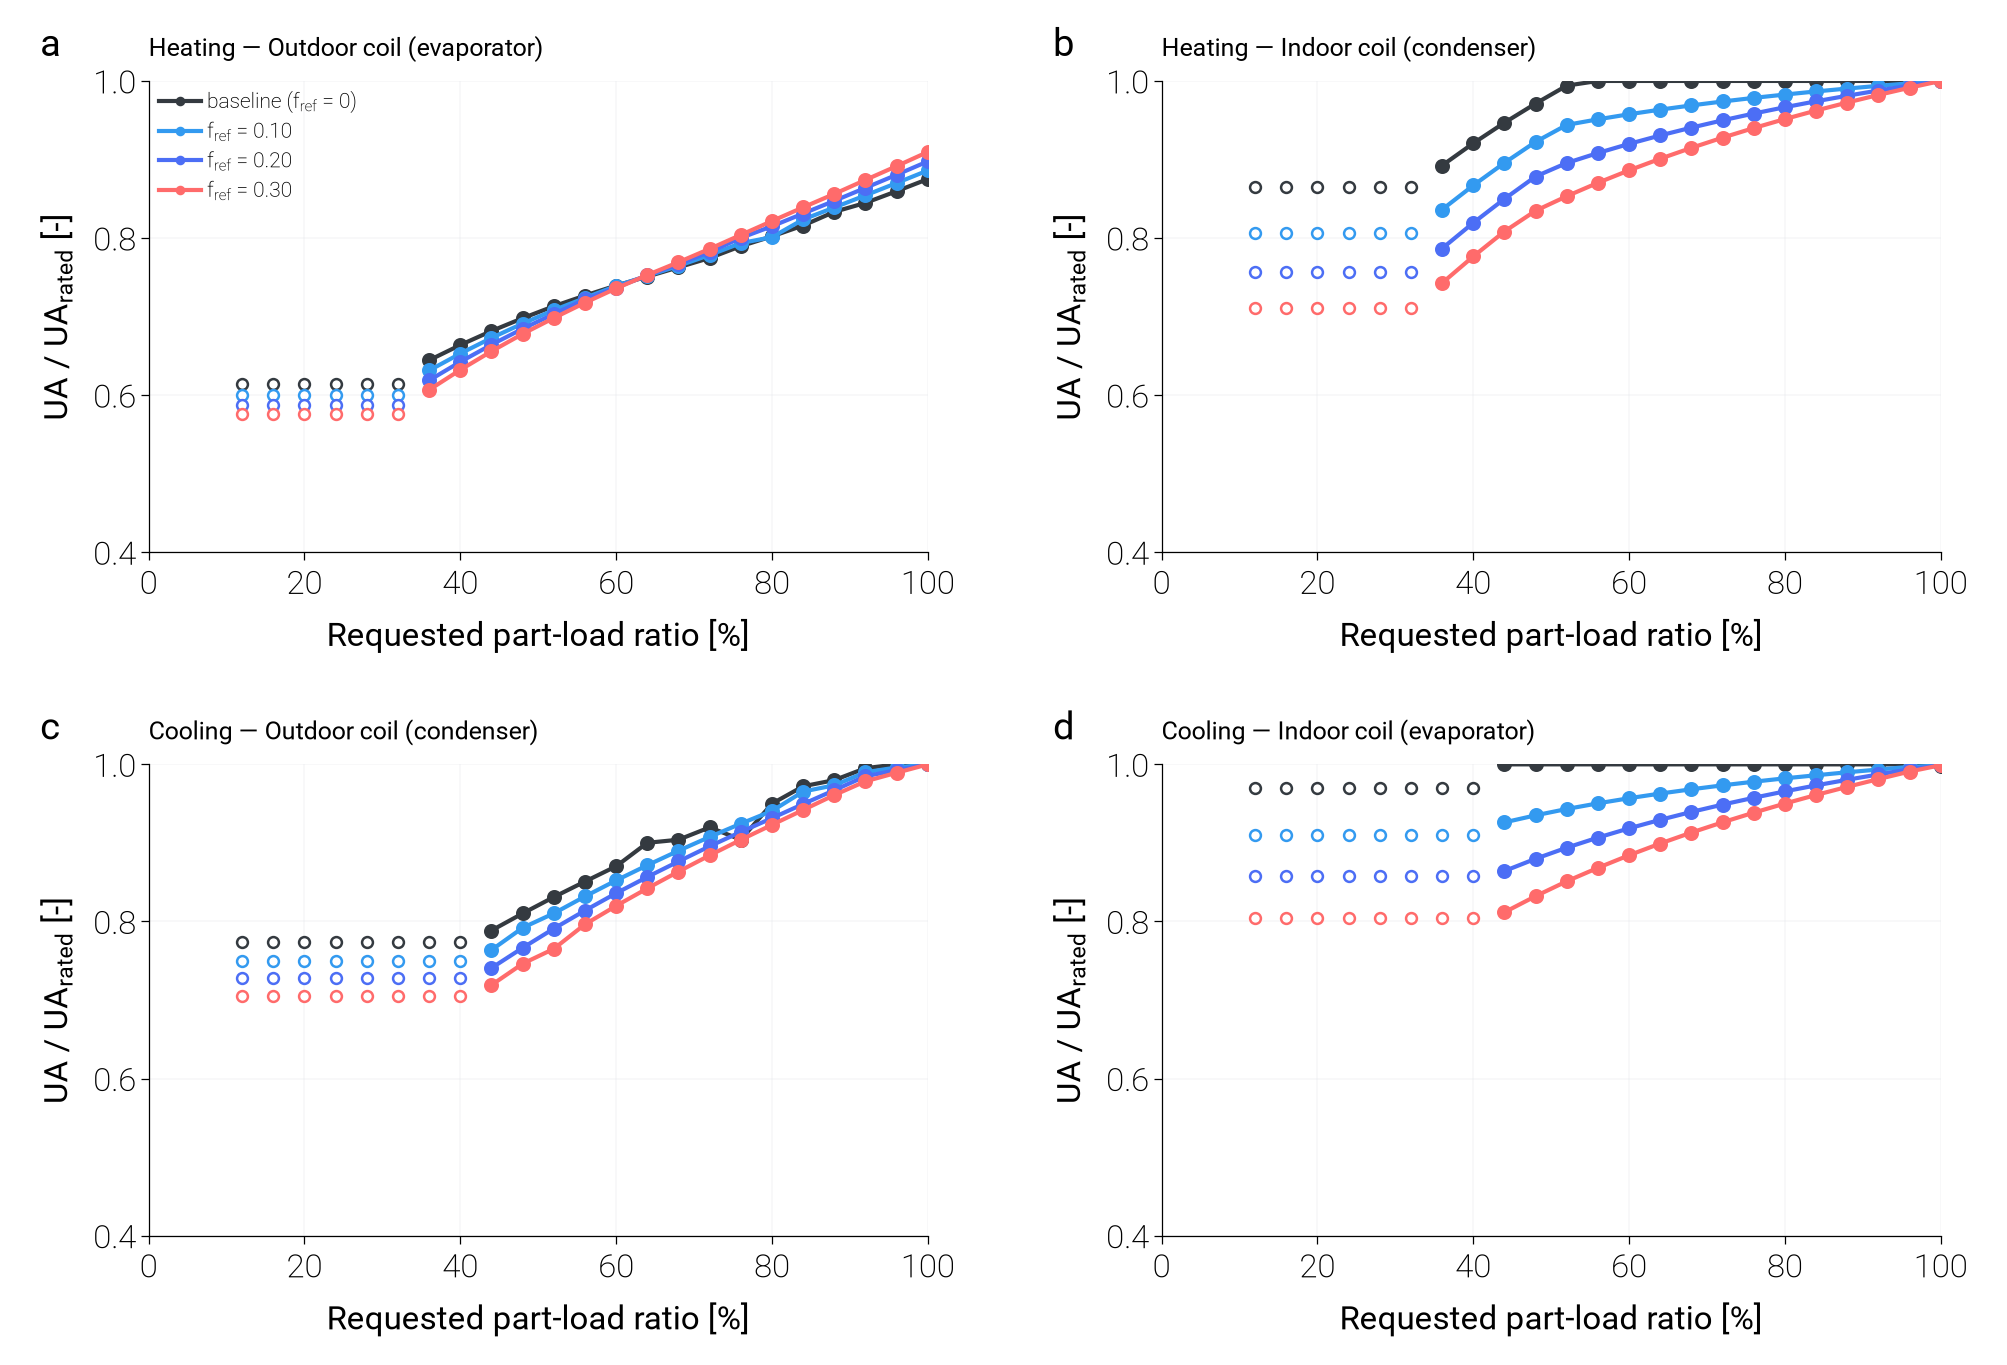 a
Heating — Outdoor coil (evaporator)
1.0
0.8
0.6
0.4
UA / UArated [-]
baseline (fref = 0)
fref = 0.10
fref = 0.20
fref = 0.30
0 20 40 60 80 100
Requested part-load ratio [%]
b
Heating — Indoor coil (condenser)
1.0
0.8
0.6
0.4
UA / UArated [-]
0 20 40 60 80 100
Requested part-load ratio [%]
c
Cooling — Outdoor coil (condenser)
1.0
0.8
0.6
0.4
UA / UArated [-]
0 20 40 60 80 100
Requested part-load ratio [%]
d
Cooling — Indoor coil (evaporator)
1.0
0.8
0.6
0.4
UA / UArated [-]
0 20 40 60 80 100
Requested part-load ratio [%]